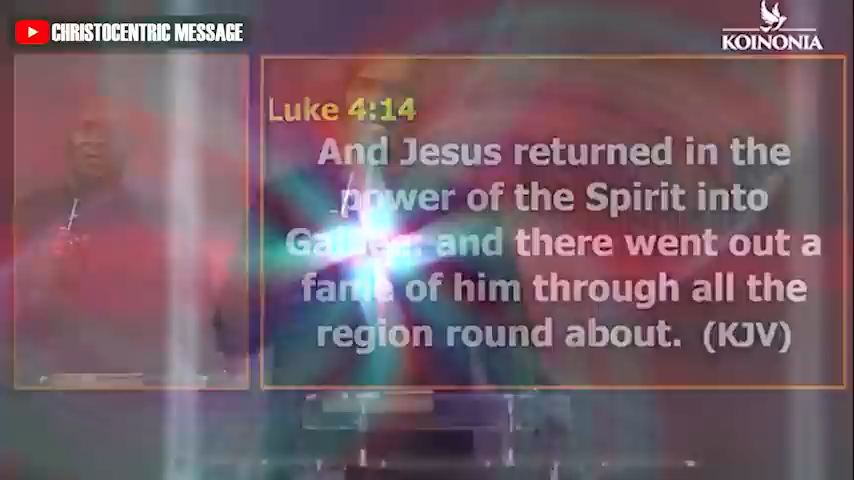 CHRISTOCENTRIC MESSAGE
KOINONIA
Luke 4:14
And Jesus returned in the
power of the Spirit into
and there went out a
fame of him through all the
region round about. (KJV)